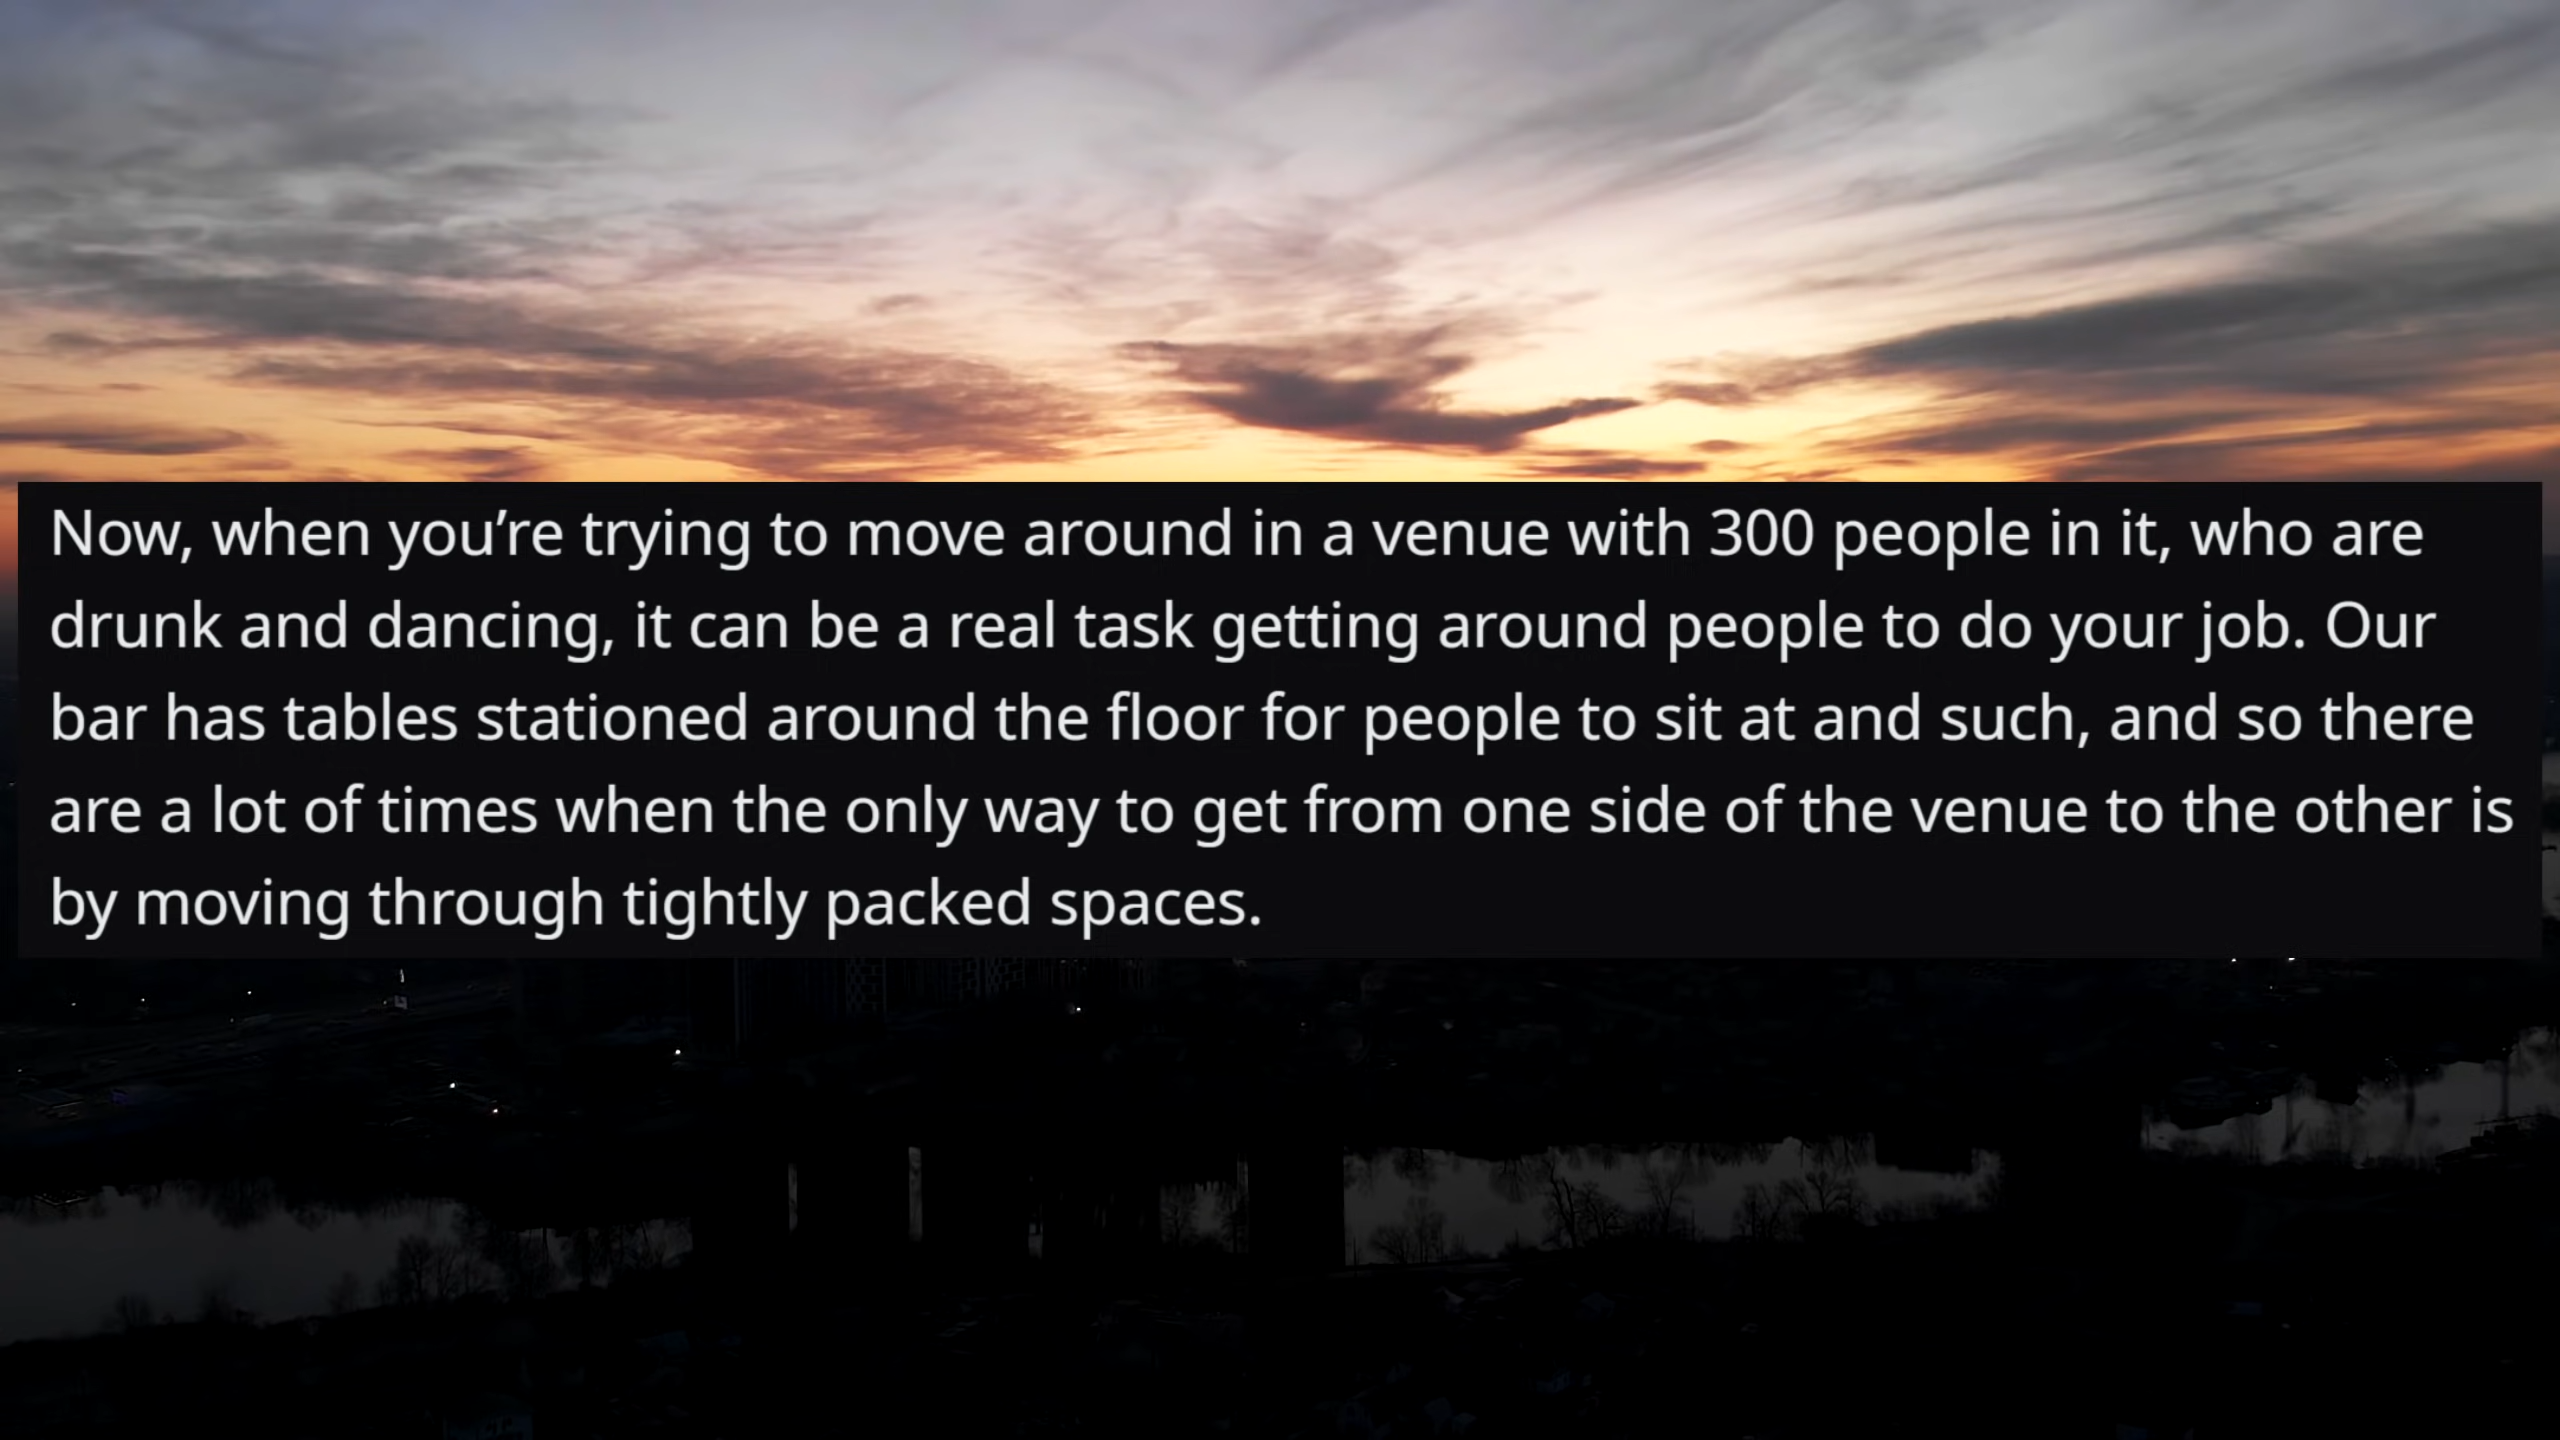 Now, when you’re trying to move around in a venue with 300 people in it, who are
drunk and dancing, it can be a real task getting around people to do your job. Our
bar has tables stationed around the floor for people to sit at and such, and so there
are a lot of times when the only way to get from one side of the venue to the other is
by moving through tightly packed spaces.